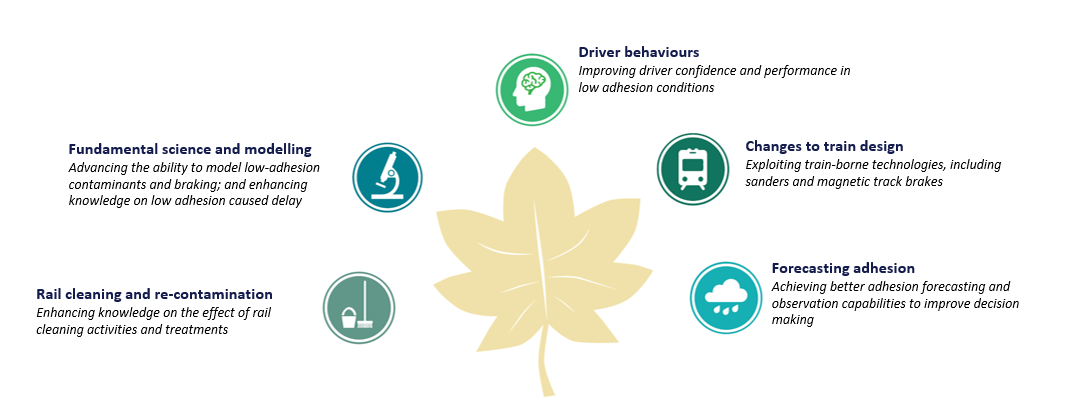 Driver behaviours
Improving driver confidence and performance in
low adhesion conditions
Fundamental science and modelling
Advancing the ability to model low-adhesion
contaminants and braking; and enhancing
knowledge on low adhesion caused delay
Changes to train design
Exploiting train-borne technologies, including
sanders and magnetic track brakes
Rail cleaning and re-contamination
Enhancing knowledge on the effect of rail
cleaning activities and treatments
Forecasting adhesion
Achieving better adhesion forecasting and
observation capabilities to improve decision
making